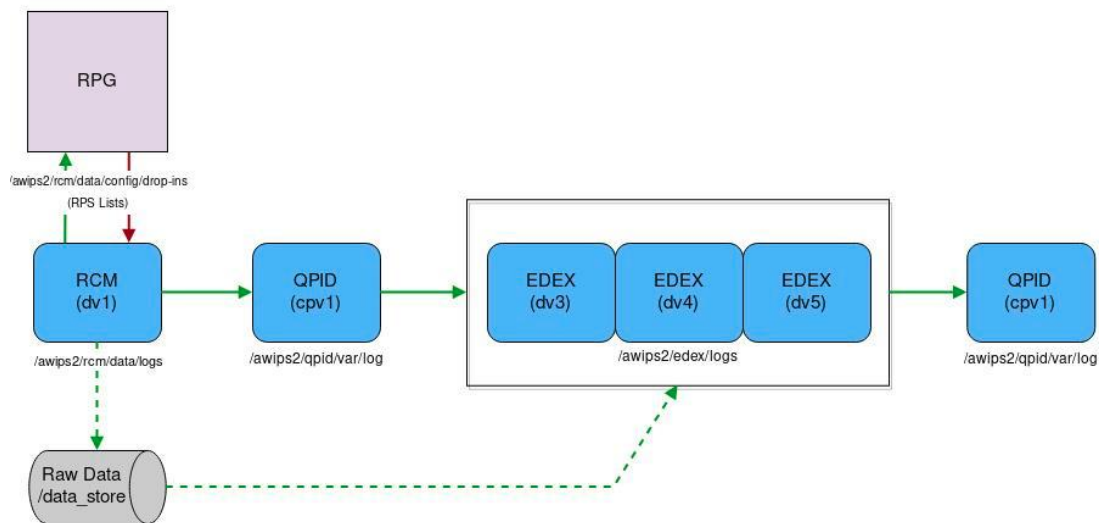 RPG
/awips2/rcm/data/config/drop-ins
(RPS Lists)
RCM
(dv1)
/awips2/rcm/data/logs
QPID
(cpv1)
/awips2/qpid/var/log
EDEX
(dv3)
EDEX
(dv4)
EDEX
(dv5)
/awips2/edex/logs
QPID
(cpv1)
/awips2/qpid/var/log
Raw Data
/data_store